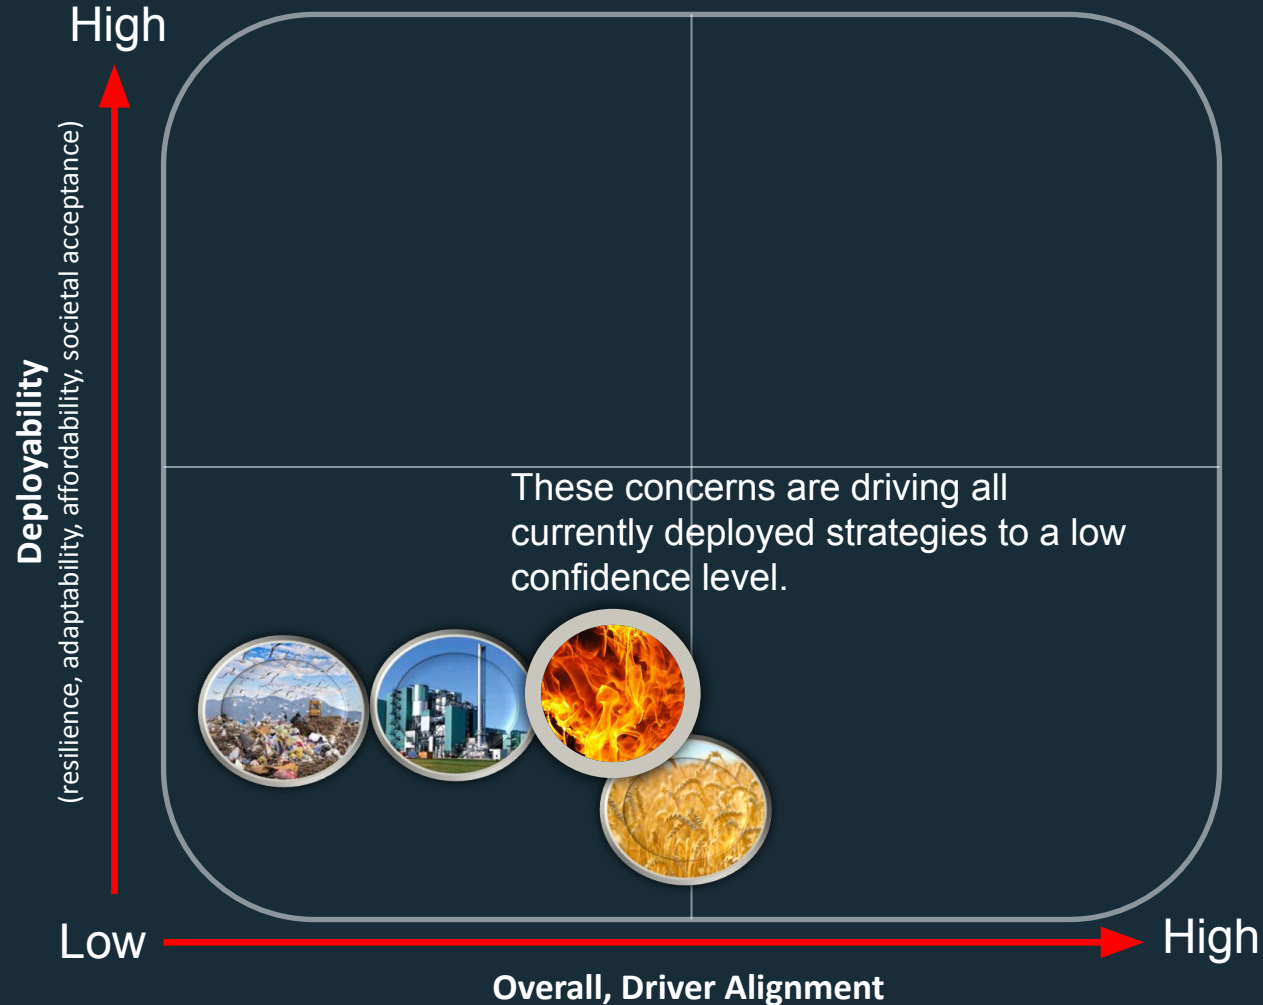 High
Deployability
(resilience, adaptability, affordability, societal acceptance)
These concerns are driving all
currently deployed strategies to a low
confidence level.
Low
High
Overall, Driver Alignment